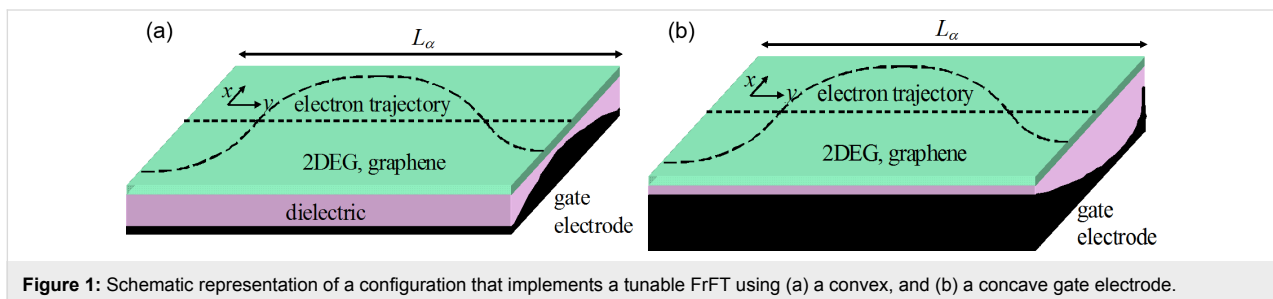 (a)
Lα
x
y
electron trajectory
2DEG, graphene
dielectric
gate
electrode
(b)
Lα
x
y
electron trajectory
2DEG, graphene
gate
electrode
Figure 1: Schematic representation of a configuration that implements a tunable FrFT using (a) a convex, and (b) a concave gate electrode.